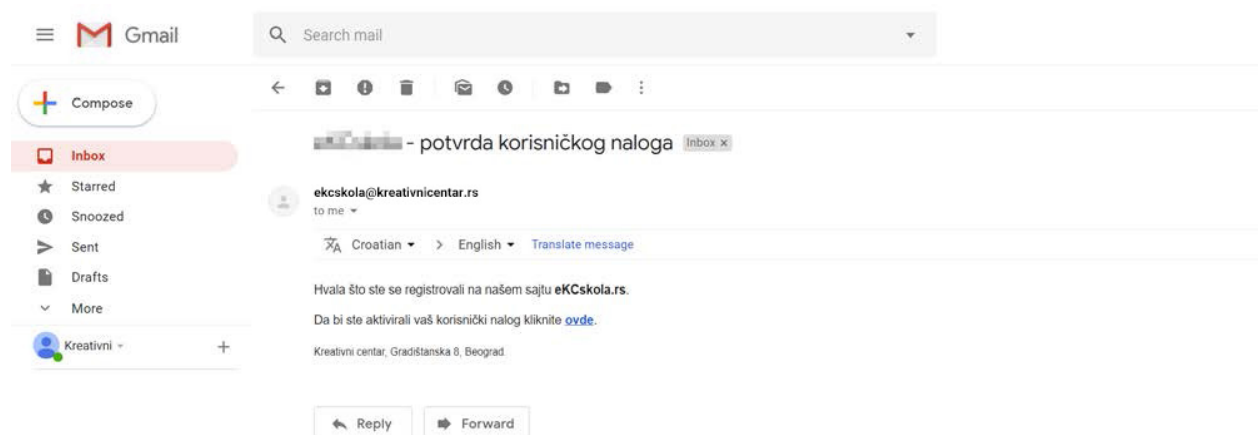 Gmail
Search mail
Compose
- potvrda korisničkog naloga Inbox x
Inbox
Starred
ekcskola@kreativnicentar.rs
to me
Snoozed
Sent
Croatian > English Translate message
Drafts
Hvala što ste se registrovali na našem sajtu eKCskola.rs.
More
Da bi ste aktivirali vaš korisnički nalog kliknite ovde.
Kreativni
Kreativni centar, Gradištanska 8, Beograd.
Reply Forward